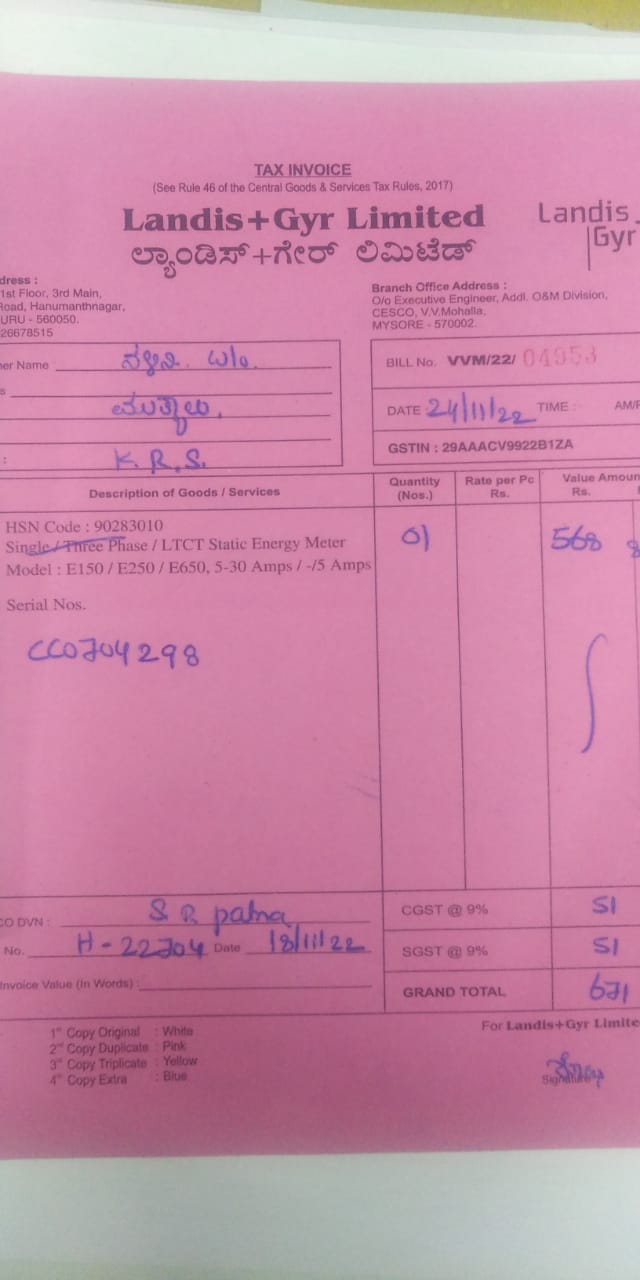 TAX INVOICE
(See Rule 46 of the Central Goods & Services Tax Rules, 2017)
Landis+Gyr Limited
ಲ್ಯಾಂಡಿಸ್+ಗೇರ್ ಲಿಮಿಟೆಡ್
Landis
Gyr
dress :
1st Floor, 3rd Main,
Road, Hanumanthnagar,
URU - 560050.
26678515
Branch Office Address :
O/o Executive Engineer, Addl. O&M Division,
CESCO, V.V.Mohalla,
MYSORE - 570002.
er Name
K.R.S.
BILL No. VVM/22/ 04953
DATE 24/11/22 TIME : AM/P
GSTIN : 29AAACV9922B1ZA
Description of Goods / Services Quantity (Nos.) Rate per Pc Rs. Value Amoun Rs.
HSN Code : 90283010
Single / Three Phase / LTCT Static Energy Meter 01 568 8
Model : E150 / E250 / E650, 5-30 Amps / -/5 Amps
Serial Nos.
CC0704298
CO DVN : S R patna
No. H-22704 Date 18/11/22
Invoice Value (In Words) :
CGST @ 9% 51
SGST @ 9% 51
GRAND TOTAL 671
1st Copy Original : White
2nd Copy Duplicate : Pink
3rd Copy Triplicate : Yellow
4th Copy Extra : Blue
For Landis+Gyr Limite
Signature